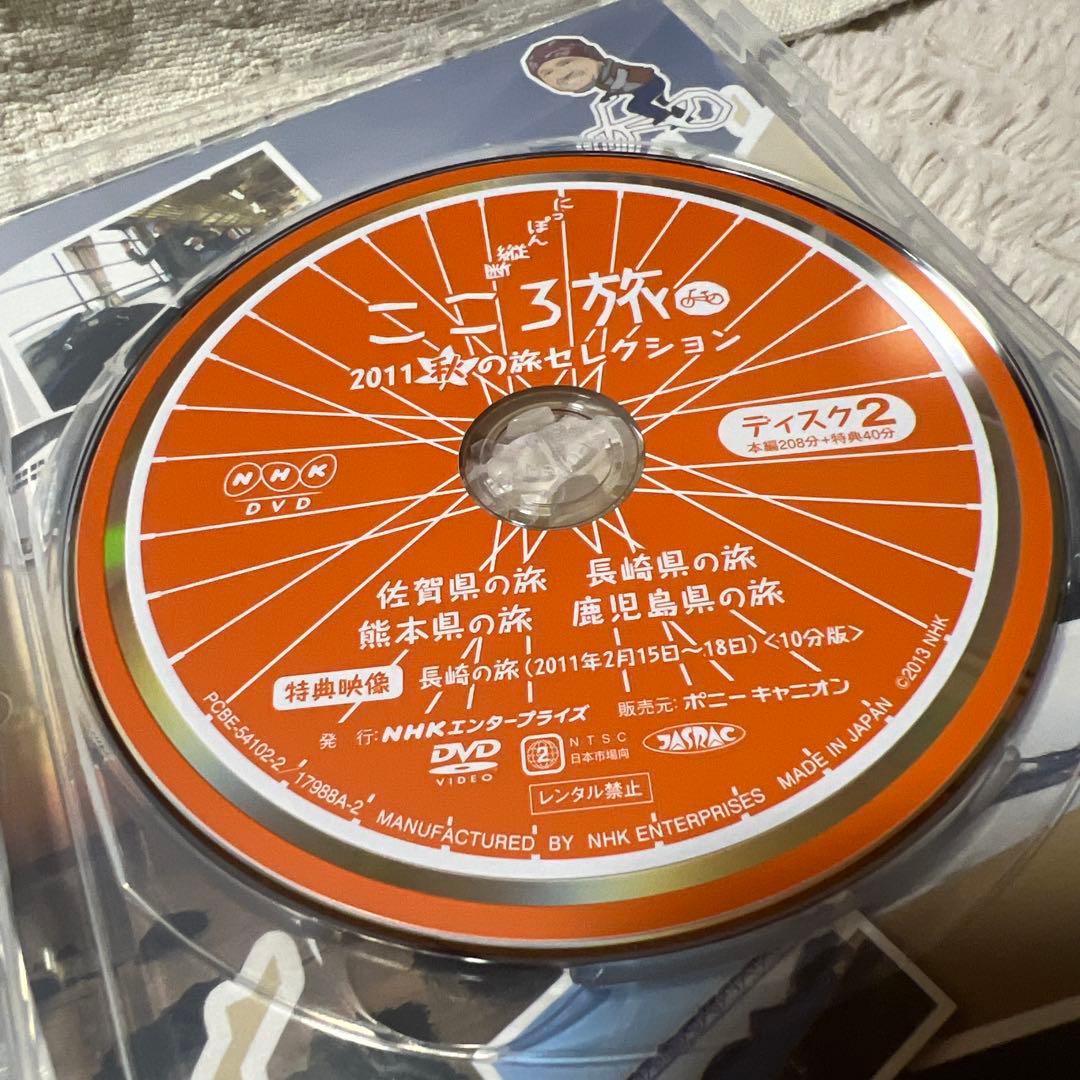 にっぽん縦断
こころ旅
2011 秋の旅セレクション
ディスク2
本編208分+特典40分
NHK
DVD
佐賀県の旅 長崎県の旅
熊本県の旅 鹿児島県の旅
特典映像 長崎の旅(2011年2月15日〜18日)<10分版>
発 行:NHKエンタープライズ 販売元:ポニーキャニオン
DVD
VIDEO
2
NTSC
日本市場向
JASRAC
レンタル禁止
PCBE-54102-2/17988A-2 MANUFACTURED BY NHK ENTERPRISES MADE IN JAPAN ©2013 NHK